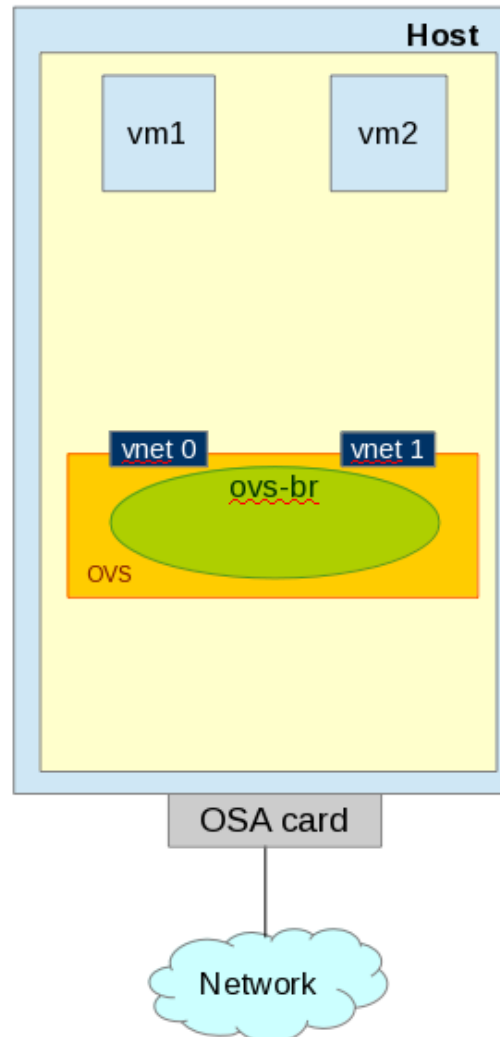 Host
vm1
vm2
vnet 0
vnet 1
ovs-br
OVS
OSA card
Network